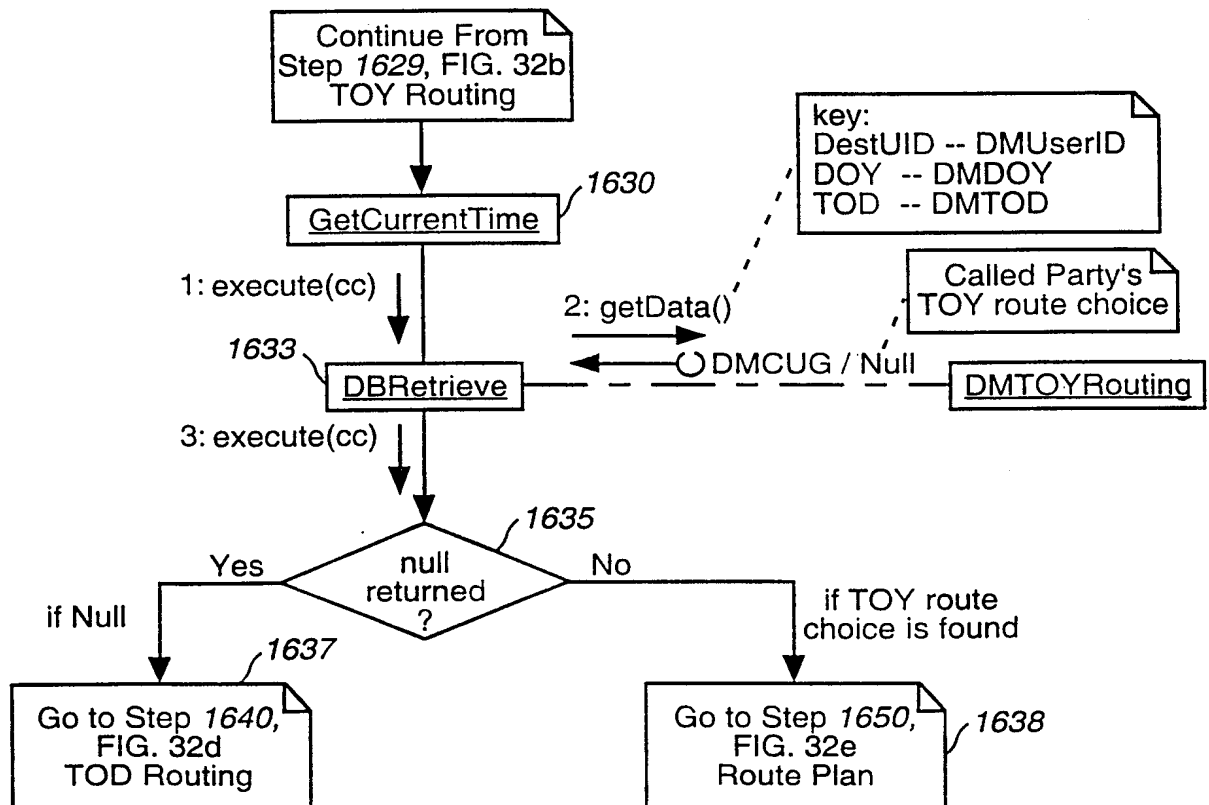 Continue From
Step 1629, FIG. 32b
TOY Routing
key:
DestUID -- DMUserID
DOY -- DMDOY
TOD -- DMTOD
1630
GetCurrentTime
Called Party's
TOY route choice
1: execute(cc)
2: getData()
1633
DMCUG / Null
DBRetrieve
DMTOYRouting
3: execute(cc)
1635
Yes
null
returned
?
No
if Null
if TOY route
choice is found
1637
Go to Step 1640,
FIG. 32d
TOD Routing
Go to Step 1650,
FIG. 32e
Route Plan
1638